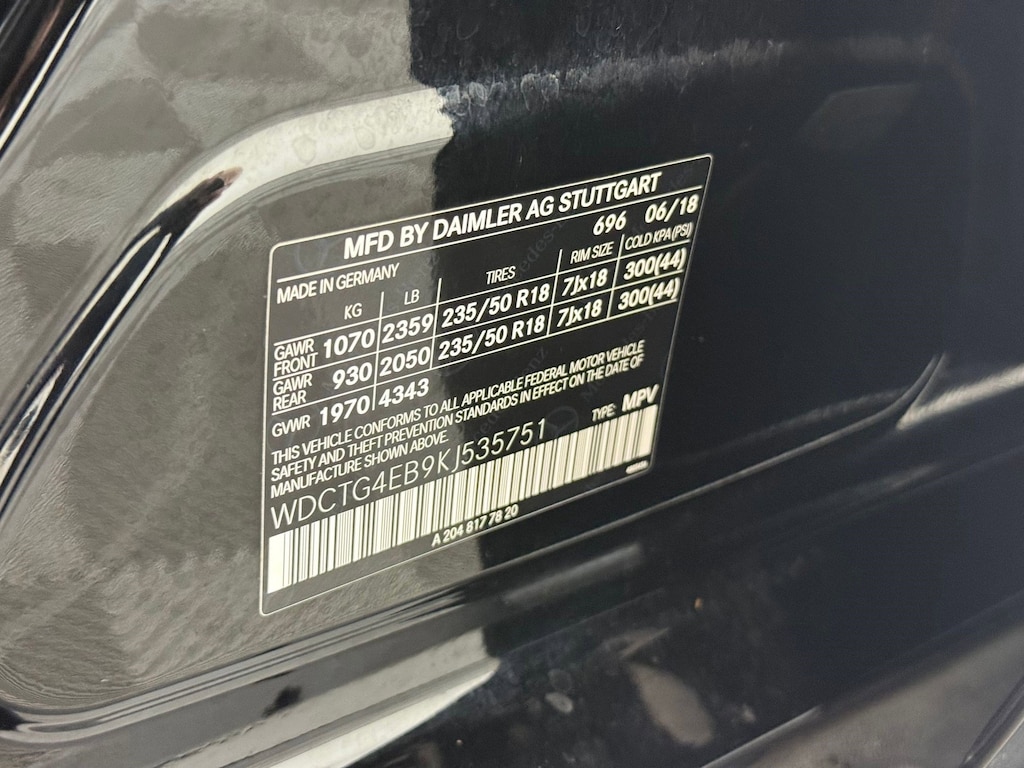 MFD BY DAIMLER AG STUTTGART
MADE IN GERMANY 696 06/18
KG LB TIRES RIM SIZE COLD KPA(PSI)
GAWR FRONT 1070 2359 235/50 R18 7Jx18 300(44)
GAWR REAR 930 2050 235/50 R18 7Jx18 300(44)
GVWR 1970 4343
THIS VEHICLE CONFORMS TO ALL APPLICABLE FEDERAL MOTOR VEHICLE
SAFETY AND THEFT PREVENTION STANDARDS IN EFFECT ON THE DATE OF
MANUFACTURE SHOWN ABOVE. TYPE: MPV
WDCTG4EB9KJ535751
A 204 817 78 20